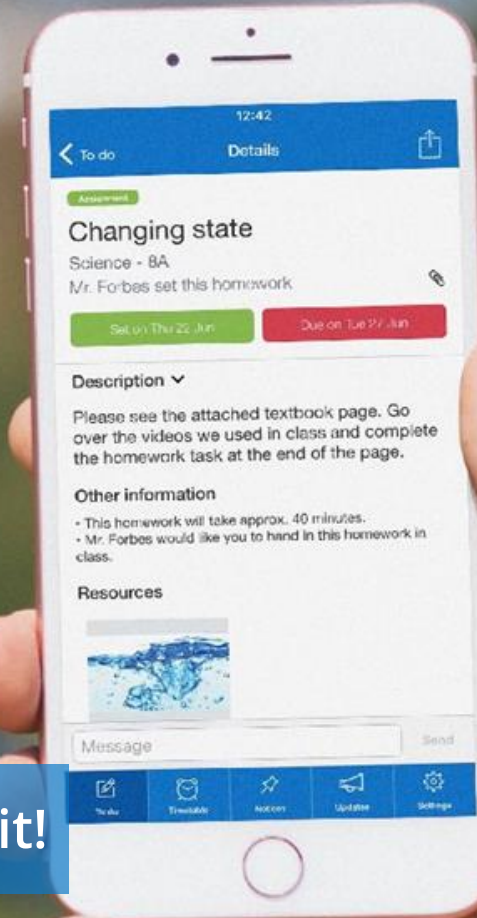 12:42
To do
Details
Assignment
Changing state
Science - 8A
Mr. Forbes set this homework
Set on Thu 22 Jun
Due on Tue 27 Jun
Description
Please see the attached textbook page. Go
over the videos we used in class and complete
the homework task at the end of the page.
Other information
- This homework will take approx. 40 minutes.
- Mr. Forbes would like you to hand in this homework in
class.
Resources
Message
Send
To do
Timetable
Notices
Updates
Settings
it!